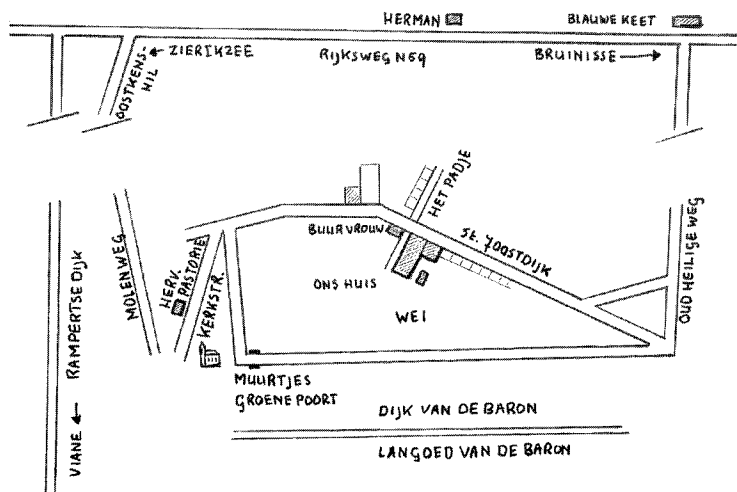 HERMAN
BLAUWE KEET
← ZIERIKZEE
RIJKSWEG N59
BRUINISSE →
OOSTKENS-
HIL
HET PADJE
BUURVROUW
St. JOOSTDIJK
ONS HUIS
WEI
OUD HEILIGE WEG
MOLENWEG
HERV.
PASTORIE
KERKSTR.
RAMPERTSE DIJK
VIANE ←
MUURTJES
GROENE POORT
DIJK VAN DE BARON
LANGOED VAN DE BARON